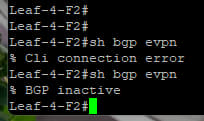 Leaf-4-F2#
Leaf-4-F2#
Leaf-4-F2#sh bgp evpn
% Cli connection error
Leaf-4-F2#sh bgp evpn
% BGP inactive
Leaf-4-F2#